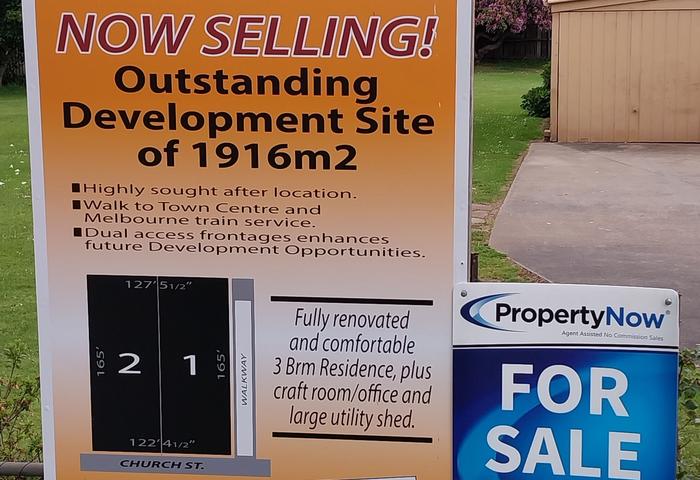 NOW SELLING!
Outstanding
Development Site
of 1916m2
Highly sought after location.
Walk to Town Centre and
Melbourne train service.
Dual access frontages enhances
future Development Opportunities.
127' 5 1/2"
165'
2
1
165'
WALKWAY
122' 4 1/2"
CHURCH ST.
Fully renovated
and comfortable
3 Brm Residence, plus
craft room/office and
large utility shed.
PropertyNow
Agent Assisted No Commission Sales
FOR
SALE